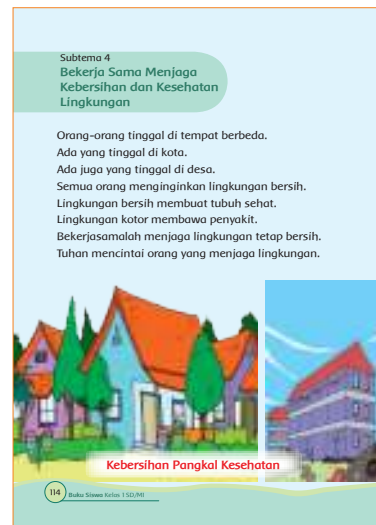 Subtema 4
Bekerja Sama Menjaga
Kebersihan dan Kesehatan
Lingkungan
Orang-orang tinggal di tempat berbeda.
Ada yang tinggal di kota.
Ada juga yang tinggal di desa.
Semua orang menginginkan lingkungan bersih.
Lingkungan bersih membuat tubuh sehat.
Lingkungan kotor membawa penyakit.
Bekerjasamalah menjaga lingkungan tetap bersih.
Tuhan mencintai orang yang menjaga lingkungan.
Kebersihan Pangkal Kesehatan
114 Buku Siswa Kelas 1 SD/MI